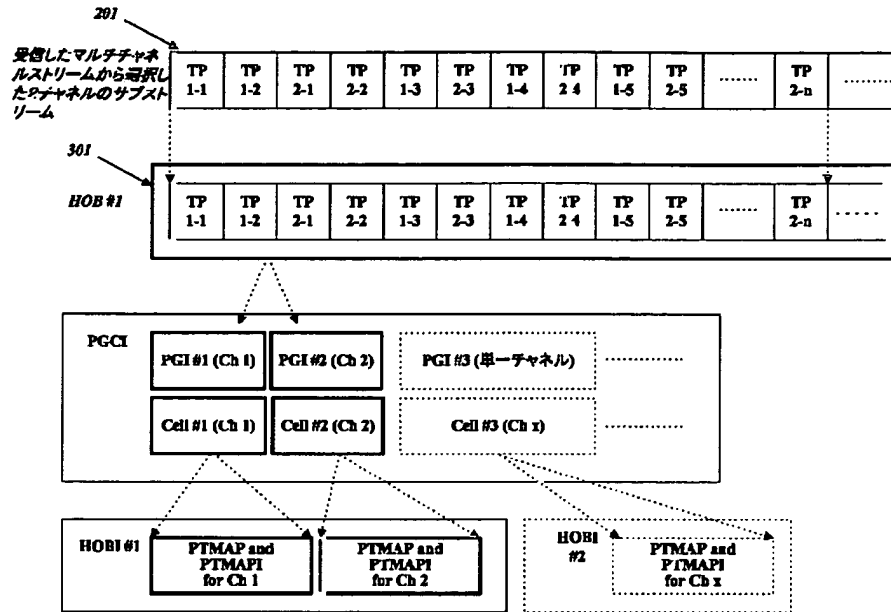 201
受信したマルチチャネ
ルストリームから選択し
た2チャネルのサブスト
リーム
TP 1-1 TP 1-2 TP 2-1 TP 2-2 TP 1-3 TP 2-3 TP 1-4 TP 2 4 TP 1-5 TP 2-5 ........ TP 2-n ..........
301
HOB #1
TP 1-1 TP 1-2 TP 2-1 TP 2-2 TP 1-3 TP 2-3 TP 1-4 TP 2 4 TP 1-5 TP 2-5 ........ TP 2-n ..........
PGCI
PGI #1 (Ch 1) PGI #2 (Ch 2) PGI #3 (単一チャネル)
Cell #1 (Ch 1) Cell #2 (Ch 2) Cell #3 (Ch x)
HOBI #1
PTMAP and
PTMAPI
for Ch 1
PTMAP and
PTMAPI
for Ch 2
HOBI
#2
PTMAP and
PTMAPI
for Ch x